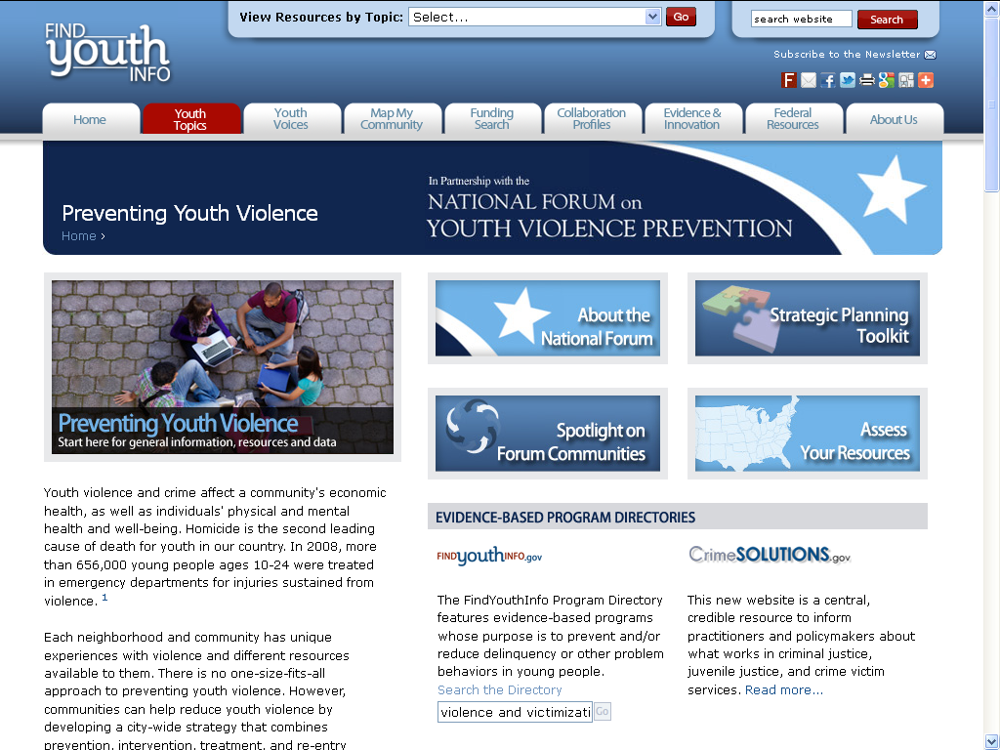 View Resources by Topic: Select... Go
search website Search
FIND
youth
INFO
Subscribe to the Newsletter
F
Home
Youth
Topics
Youth
Voices
Map My
Community
Funding
Search
Collaboration
Profiles
Evidence &
Innovation
Federal
Resources
About Us
Preventing Youth Violence
Home ›
In Partnership with the
NATIONAL FORUM on
YOUTH VIOLENCE PREVENTION
Preventing Youth Violence
Start here for general information, resources and data
About the
National Forum
Strategic Planning
Toolkit
Spotlight on
Forum Communities
Assess
Your Resources
Youth violence and crime affect a community's economic
health, as well as individuals' physical and mental
health and well-being. Homicide is the second leading
cause of death for youth in our country. In 2008, more
than 656,000 young people ages 10-24 were treated
in emergency departments for injuries sustained from
violence. 1
Each neighborhood and community has unique
experiences with violence and different resources
available to them. There is no one-size-fits-all
approach to preventing youth violence. However,
communities can help reduce youth violence by
developing a city-wide strategy that combines
prevention, intervention, treatment, and re-entry
EVIDENCE-BASED PROGRAM DIRECTORIES
FINDyouthINFO.gov
The FindYouthInfo Program Directory
features evidence-based programs
whose purpose is to prevent and/or
reduce delinquency or other problem
behaviors in young people.
Search the Directory
violence and victimizati Go
CrimeSOLUTIONS.gov
This new website is a central,
credible resource to inform
practitioners and policymakers about
what works in criminal justice,
juvenile justice, and crime victim
services. Read more...